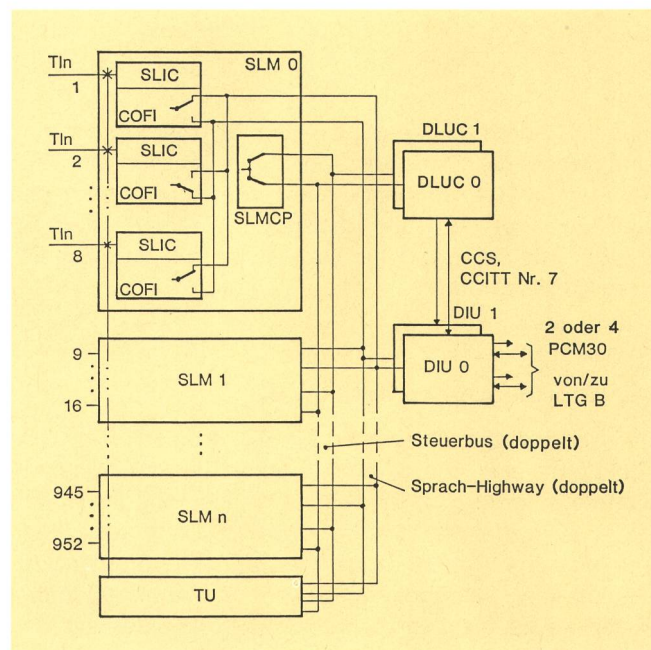 Tln
1
SLIC
SLM 0
COFI
Tln
2
SLIC
COFI
SLMCP
Tln
8
SLIC
COFI
DLUC 1
DLUC 0
CCS,
CCITT Nr. 7
DIU 1
DIU 0
2 oder 4
PCM30
von/zu
LTG B
9
16
SLM 1
Steuerbus (doppelt)
Sprach-Highway (doppelt)
945
952
SLM n
TU